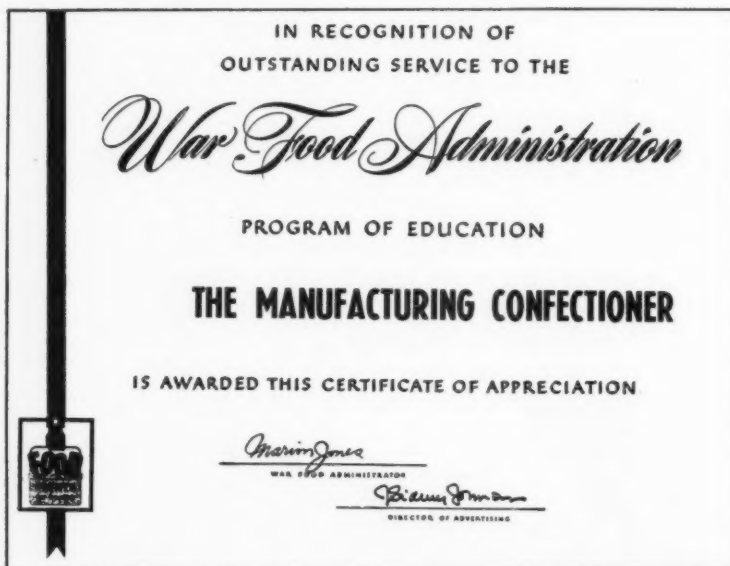 IN RECOGNITION OF
OUTSTANDING SERVICE TO THE
War Food Administration
PROGRAM OF EDUCATION
THE MANUFACTURING CONFECTIONER
IS AWARDED THIS CERTIFICATE OF APPRECIATION
Marvin Jones
WAR FOOD ADMINISTRATOR
DIRECTOR OF ADVERTISING
FOOD